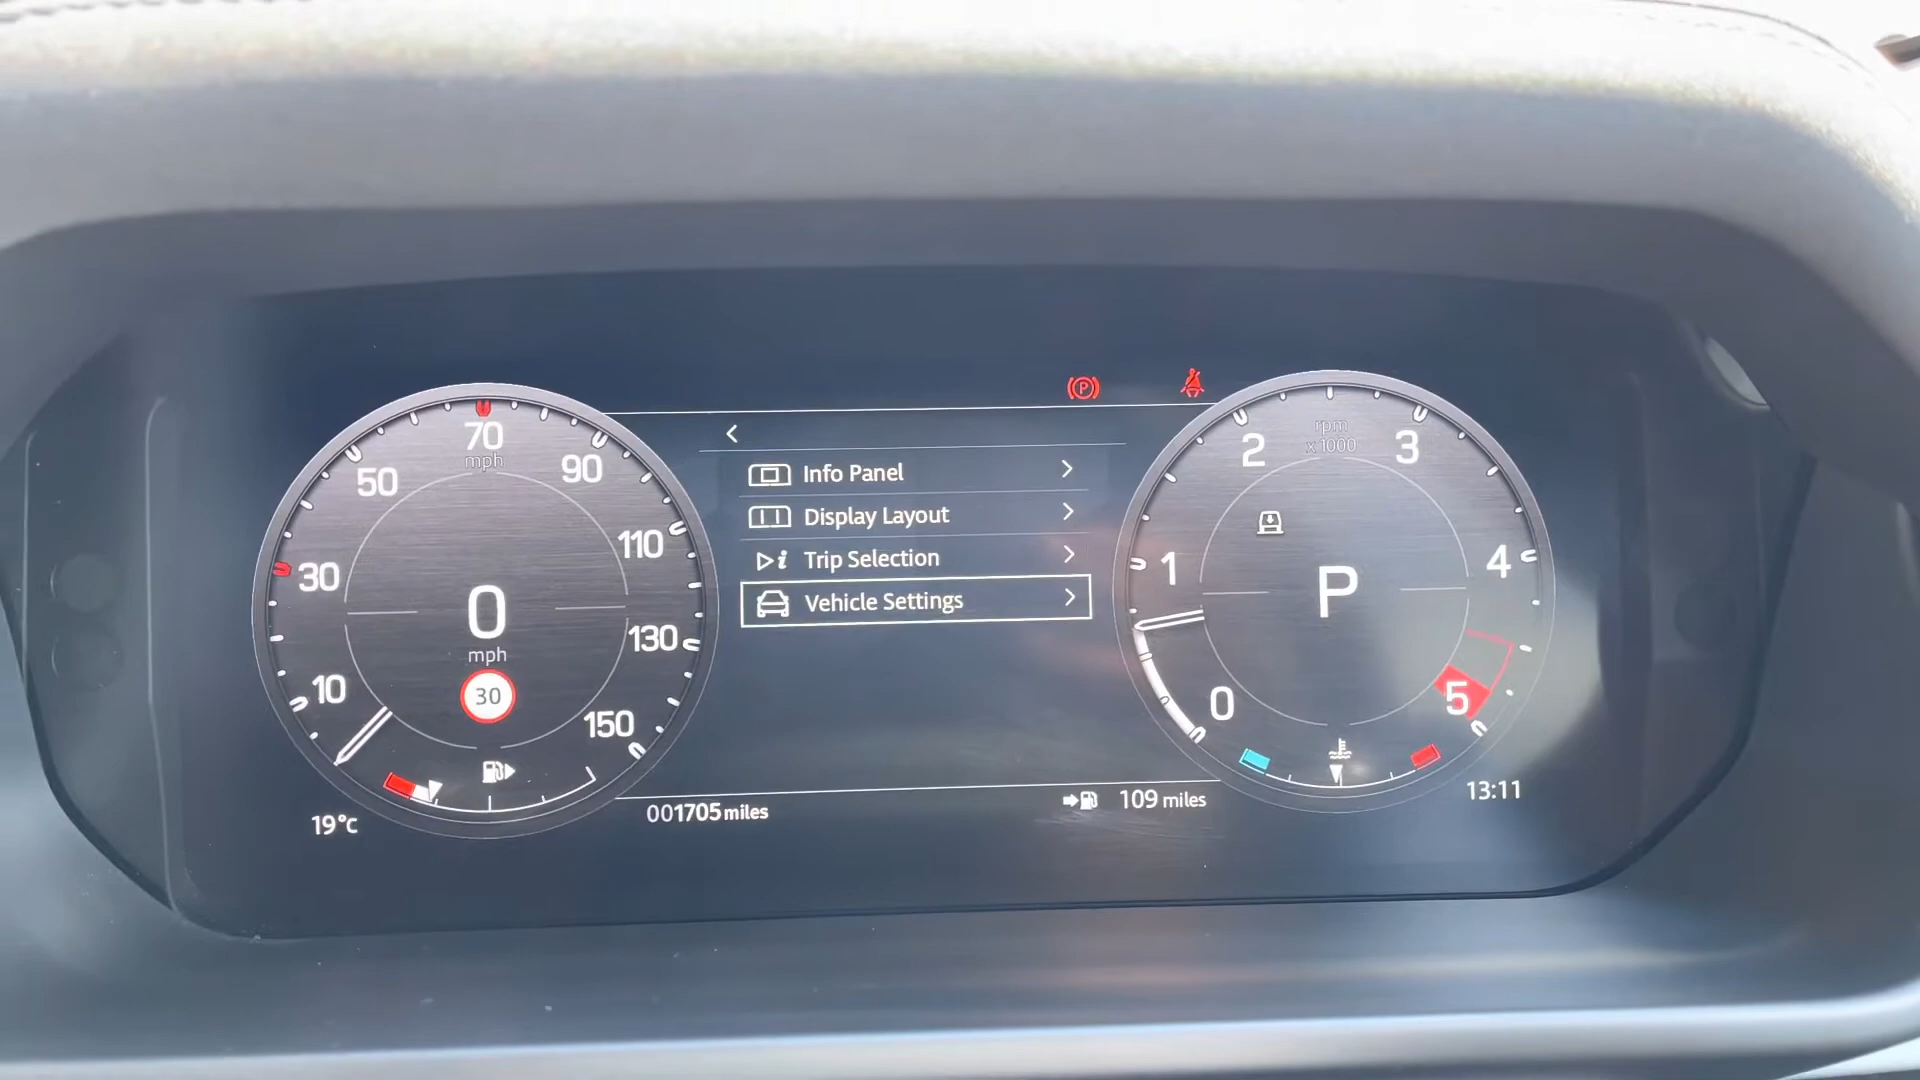 <
Info Panel >
Display Layout >
Trip Selection >
Vehicle Settings >
10
30
50
70
mph
90
110
130
150
0
mph
30
19°c
001705 miles
109 miles
P
0
1
2
3
4
5
rpm
x1000
P
13:11